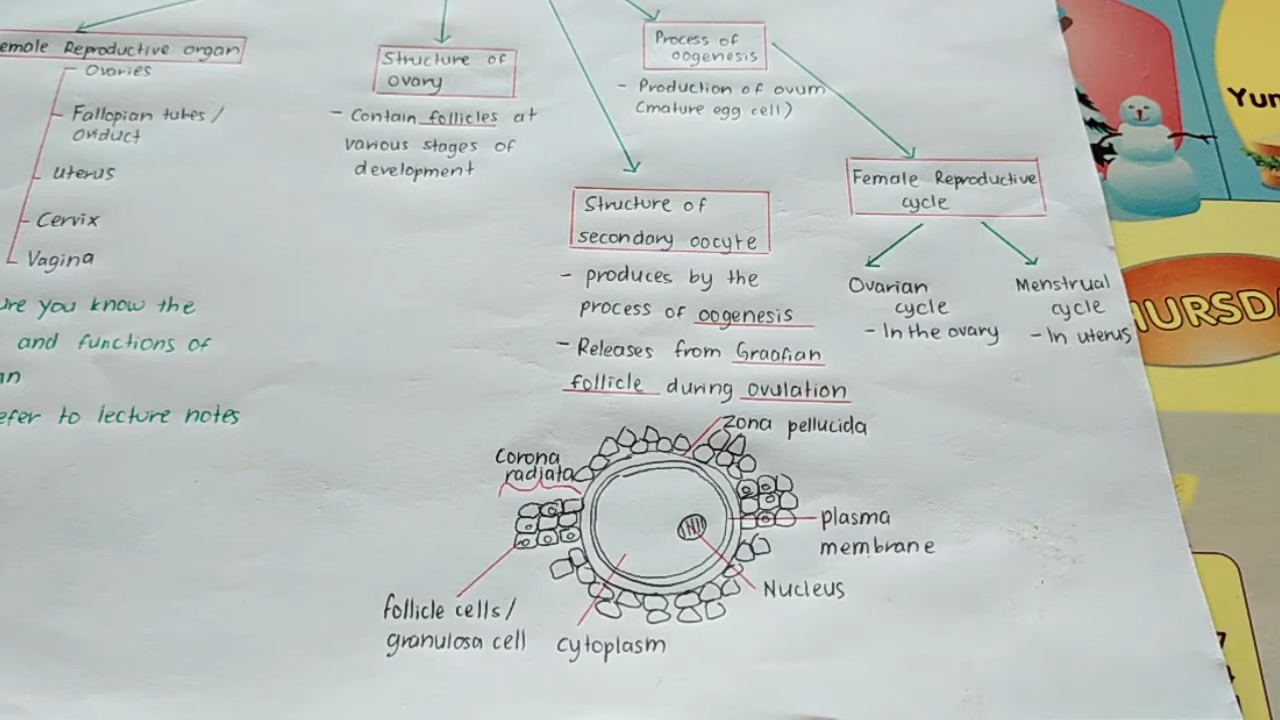 emale Reproductive organ
Ovaries
Fallopian tubes /
oviduct
uterus
Cervix
Vagina
ure you know the
and functions of
an
efer to lecture notes
Structure of
ovary
- Contain follicles at
various stages of
development
Process of
oogenesis
- Production of ovum
(mature egg cell)
Structure of
secondary oocyte
- produces by the
process of oogenesis
- Releases from Graafian
follicle during ovulation
Female Reproductive
cycle
Ovarian
cycle
- In the ovary
Menstrual
cycle
- In uterus
Zona pellucida
Corona
radiata
plasma
membrane
Nucleus
follicle cells/
granulosa cell
cytoplasm
Yun
HURSDA